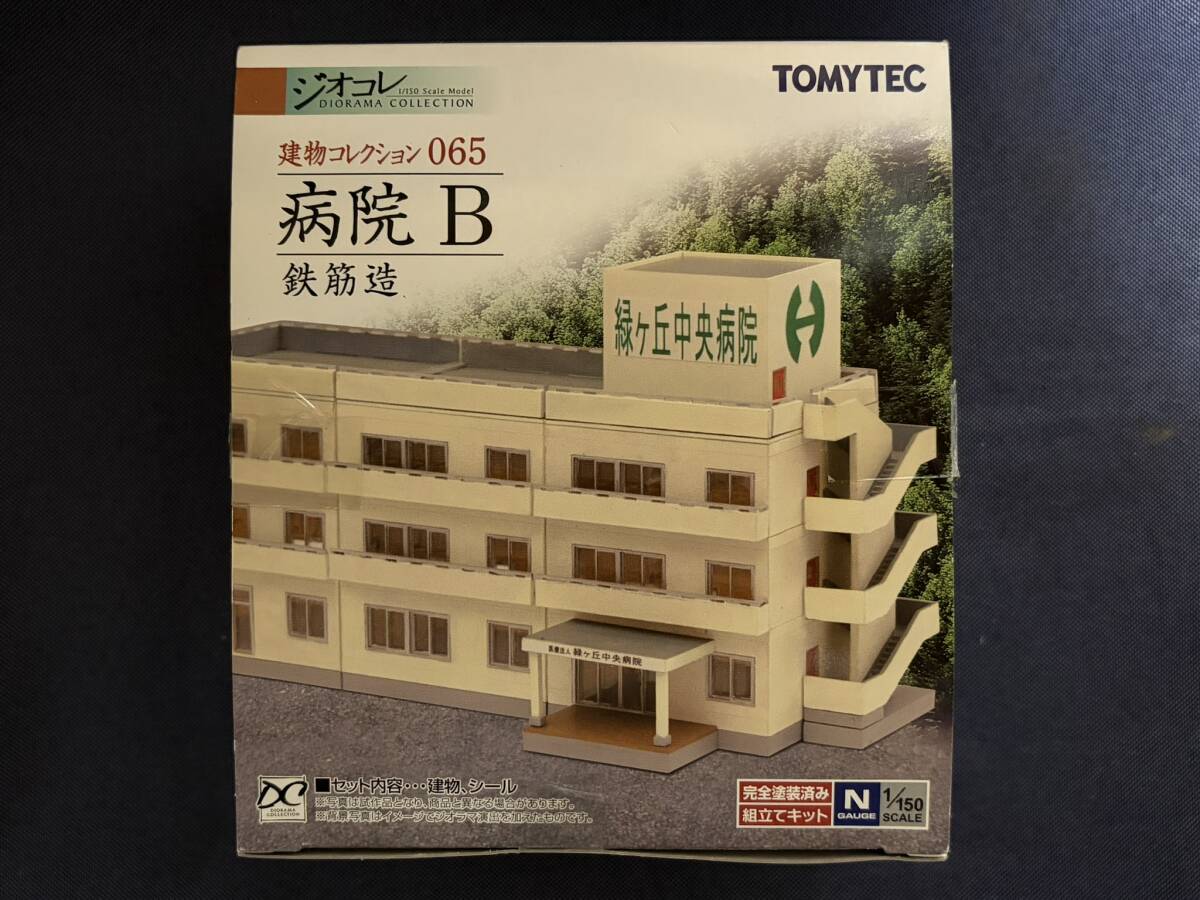 ジオコレ
1/150 Scale Model
DIORAMA COLLECTION
TOMYTEC
建物コレクション 065
病院 B
鉄筋造
緑ヶ丘中央病院
医療法人 緑ヶ丘中央病院
DC
DIORAMA
COLLECTION
■セット内容・・・建物、シール
※写真は試作品となり、商品と異なる場合があります。
※背景写真はイメージでジオラマ演出を加えたものです。
完全塗装済み
組立てキット
N
GAUGE
1/150
SCALE